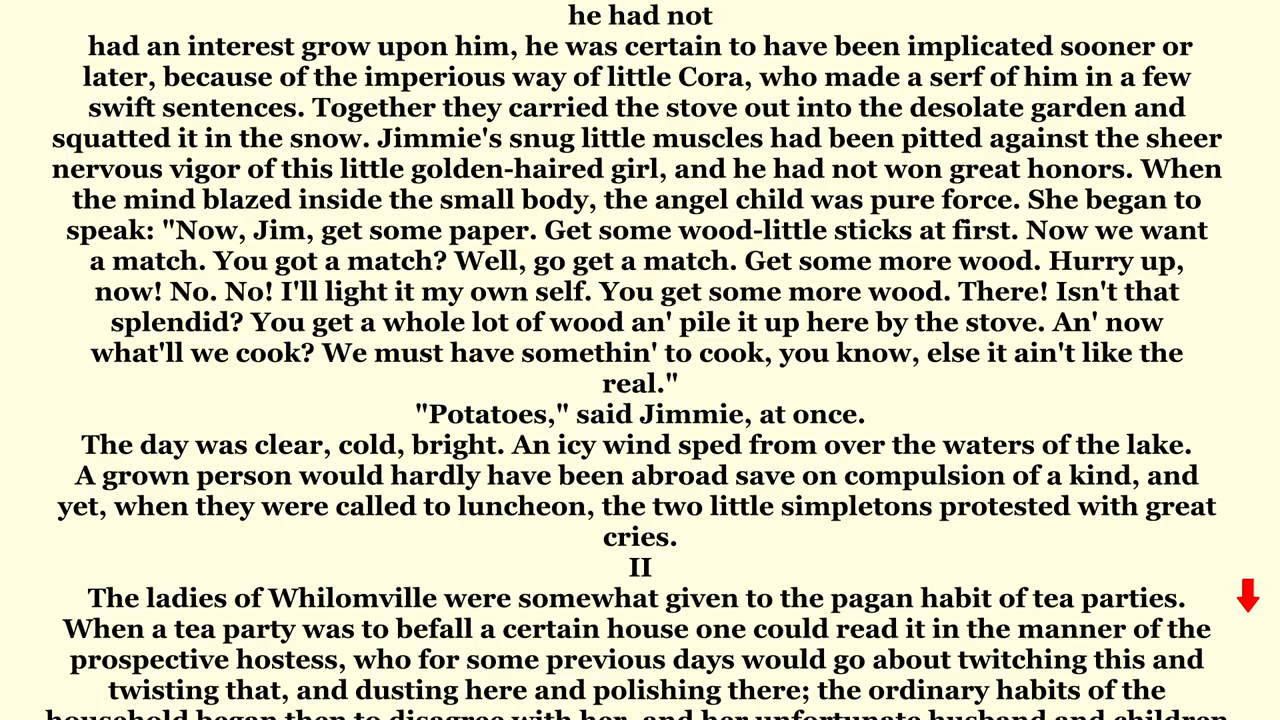 he had not
had an interest grow upon him, he was certain to have been implicated sooner or
later, because of the imperious way of little Cora, who made a serf of him in a few
swift sentences. Together they carried the stove out into the desolate garden and
squatted it in the snow. Jimmie's snug little muscles had been pitted against the sheer
nervous vigor of this little golden-haired girl, and he had not won great honors. When
the mind blazed inside the small body, the angel child was pure force. She began to
speak: "Now, Jim, get some paper. Get some wood-little sticks at first. Now we want
a match. You got a match? Well, go get a match. Get some more wood. Hurry up,
now! No. No! I'll light it my own self. You get some more wood. There! Isn't that
splendid? You get a whole lot of wood an' pile it up here by the stove. An' now
what'll we cook? We must have somethin' to cook, you know, else it ain't like the
real."
"Potatoes," said Jimmie, at once.
The day was clear, cold, bright. An icy wind sped from over the waters of the lake.
A grown person would hardly have been abroad save on compulsion of a kind, and
yet, when they were called to luncheon, the two little simpletons protested with great
cries.
II
The ladies of Whilomville were somewhat given to the pagan habit of tea parties.
When a tea party was to befall a certain house one could read it in the manner of the
prospective hostess, who for some previous days would go about twitching this and
twisting that, and dusting here and polishing there; the ordinary habits of the
household began then to disagree with her, and her unfortunate husband and children